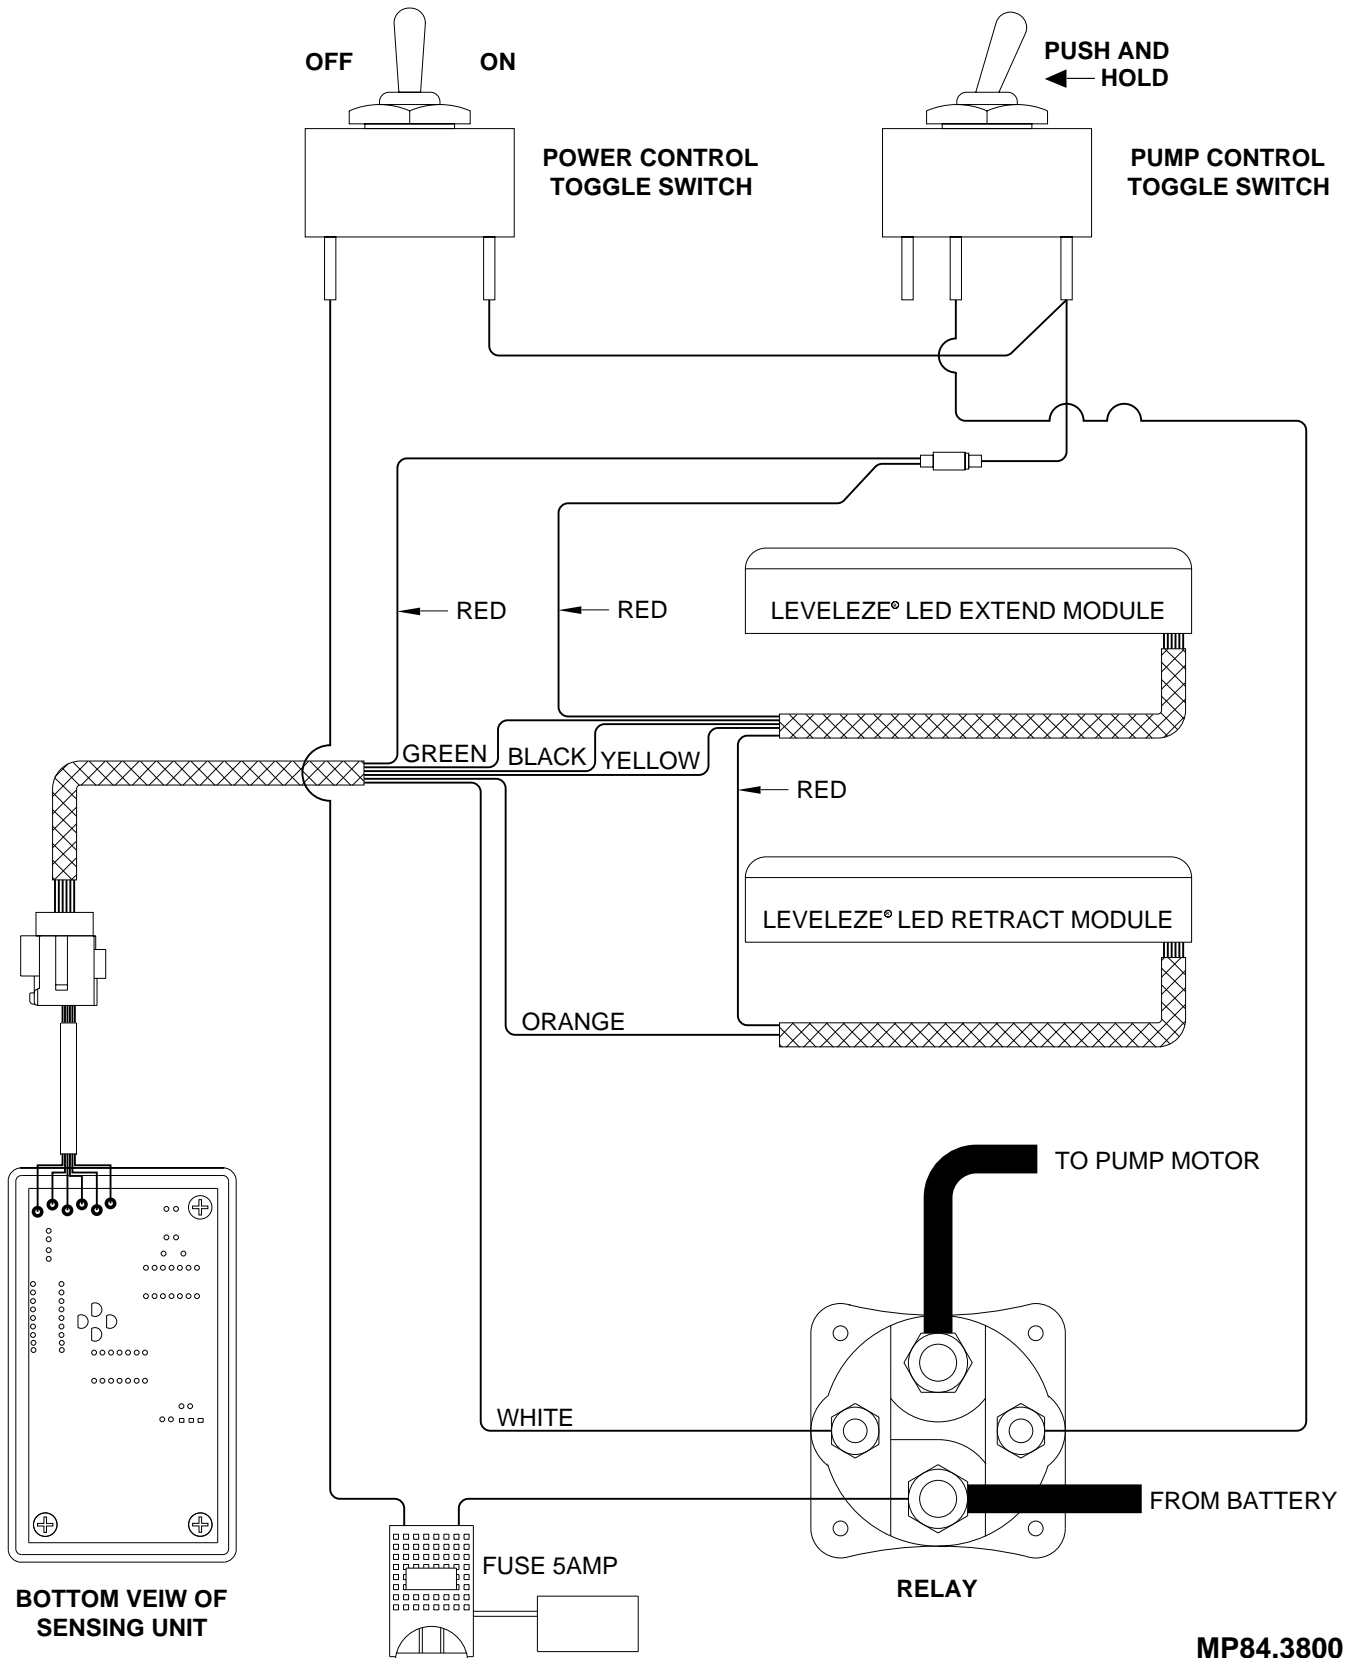 OFF
ON
PUSH AND
HOLD
POWER CONTROL
TOGGLE SWITCH
PUMP CONTROL
TOGGLE SWITCH
RED
RED
LEVELEZE® LED EXTEND MODULE
GREEN
BLACK
YELLOW
RED
LEVELEZE® LED RETRACT MODULE
ORANGE
TO PUMP MOTOR
WHITE
FROM BATTERY
FUSE 5AMP
RELAY
BOTTOM VEIW OF
SENSING UNIT
MP84.3800